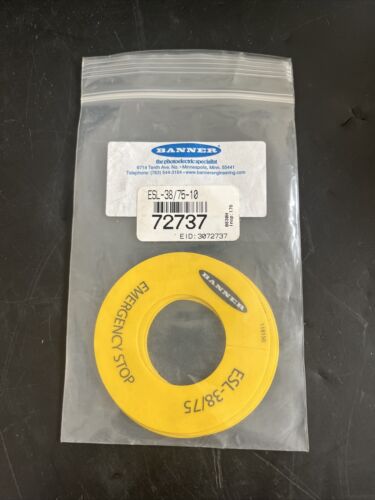 BANNER
the photoelectric specialist
9714 Tenth Ave. No. • Minneapolis, Minn. 55441
Telephone: (763) 544-3164 • www.bannerengineering.com
ESL-38/75-10
72737
EID: 3072737
BANNER
EMERGENCY STOP
ESL-38/75